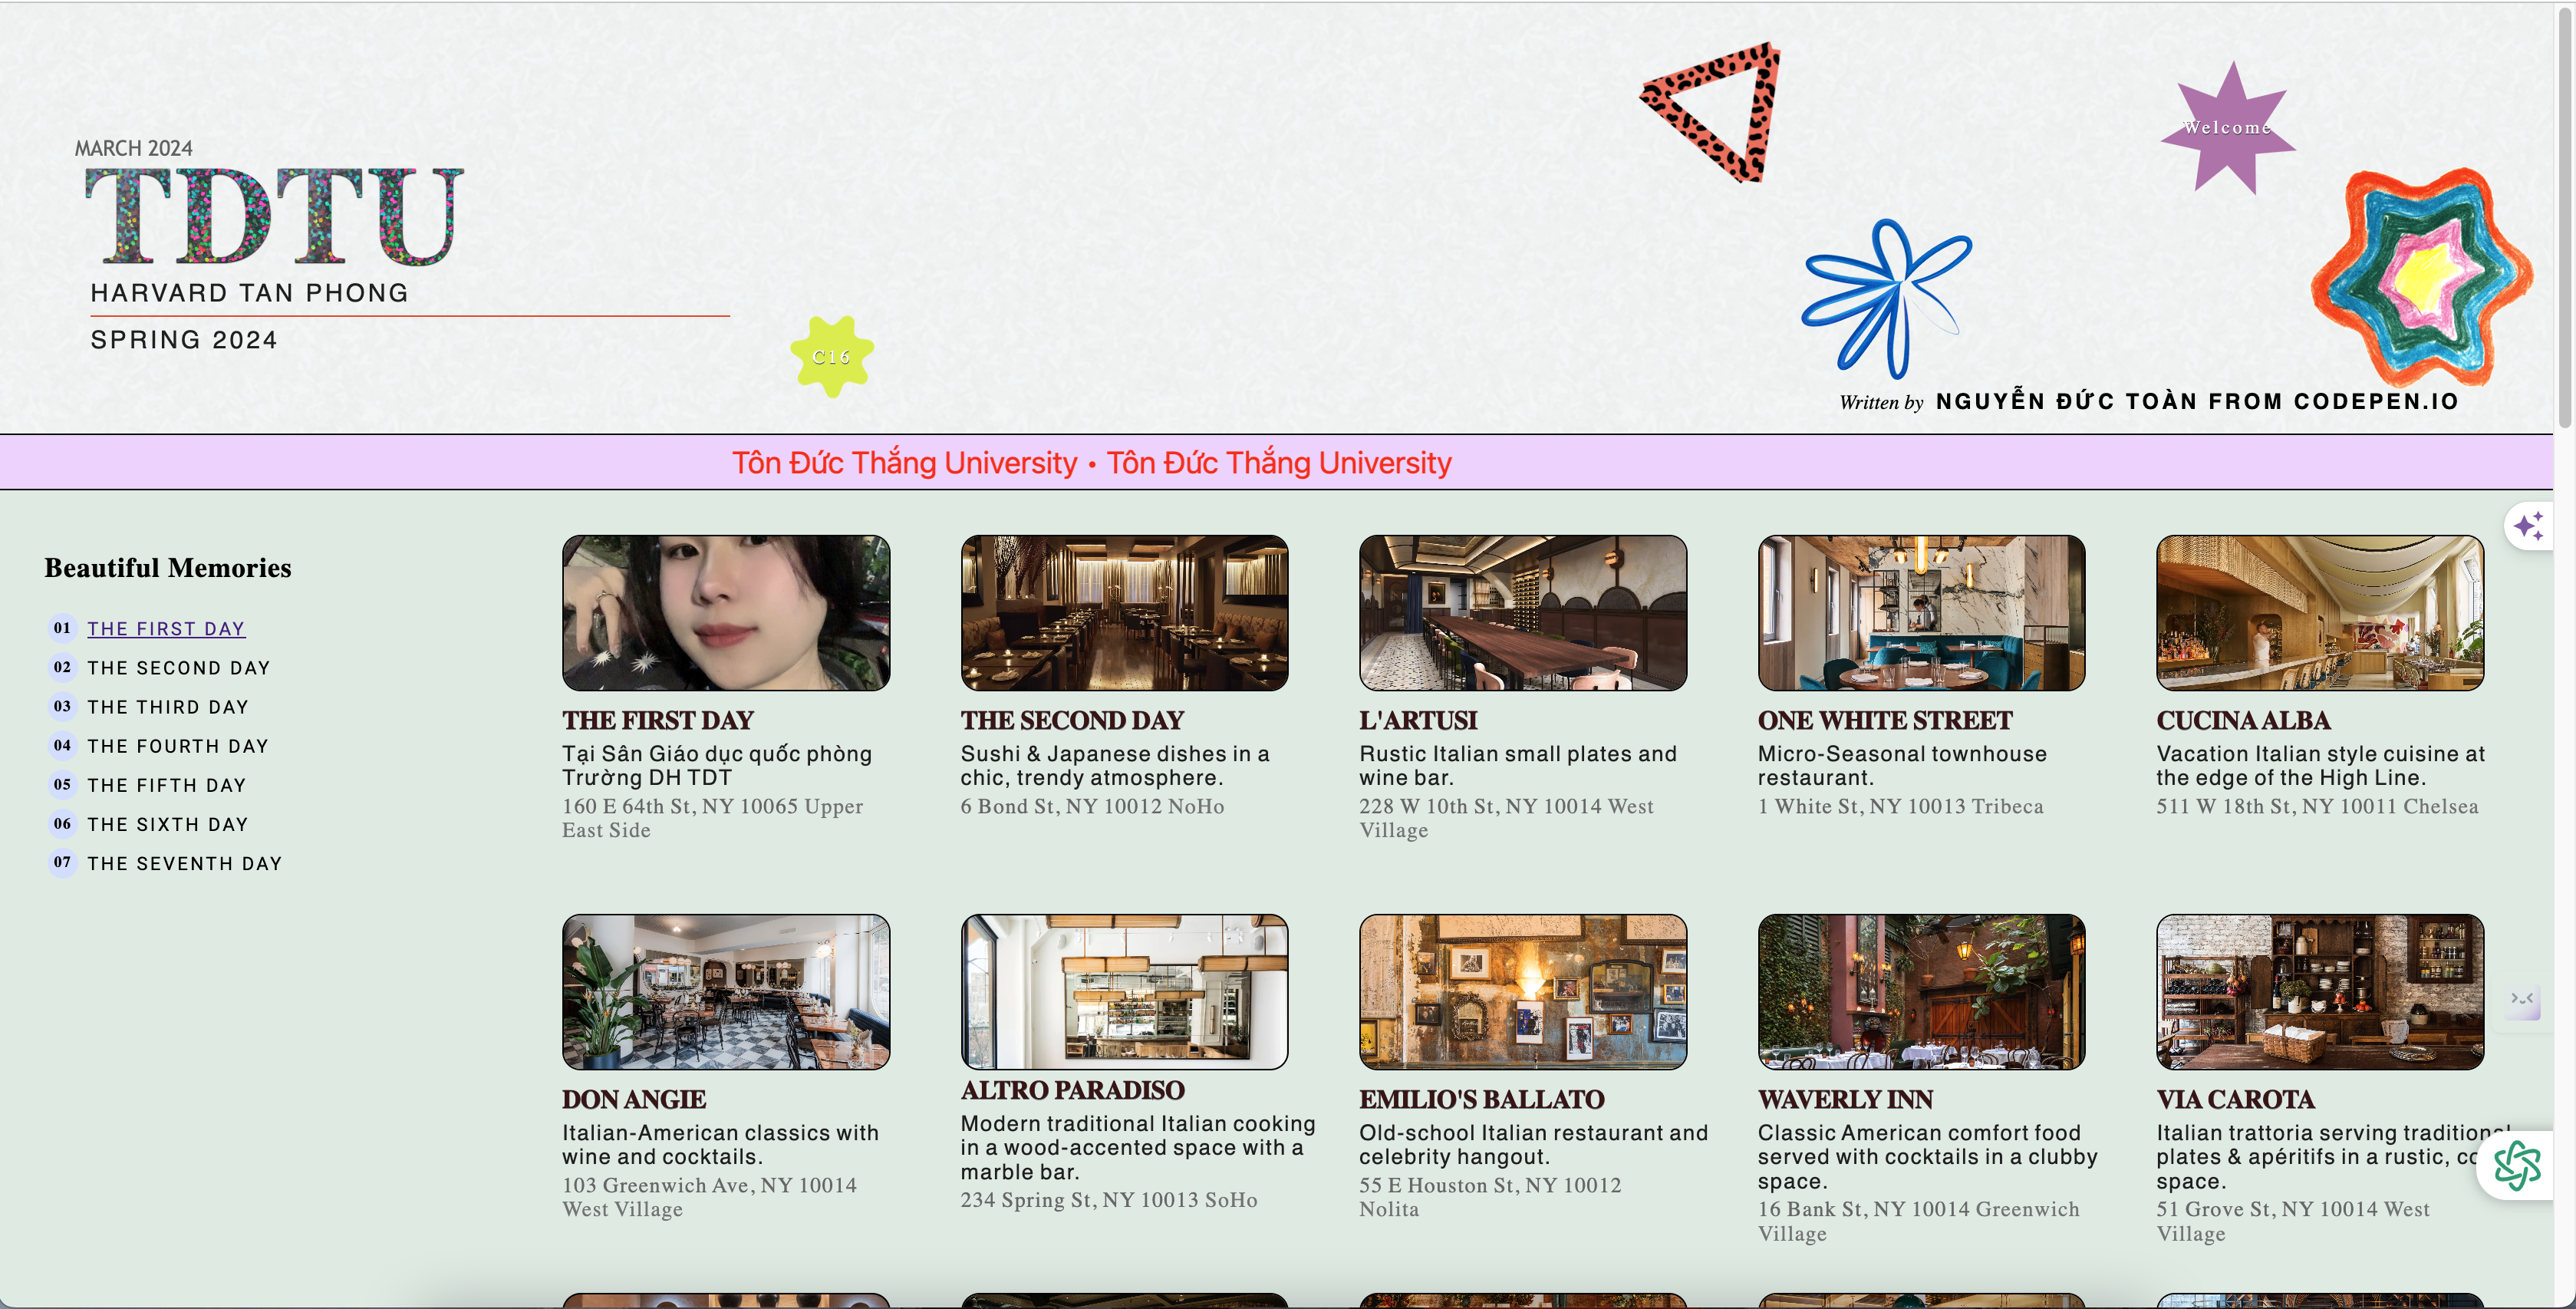 MARCH 2024
TDTU
HARVARD TAN PHONG
SPRING 2024
C16
Welcome
Written by NGUYỄN ĐỨC TOÀN FROM CODEPEN.IO
Tôn Đức Thắng University • Tôn Đức Thắng University
Beautiful Memories
01 THE FIRST DAY
02 THE SECOND DAY
03 THE THIRD DAY
04 THE FOURTH DAY
05 THE FIFTH DAY
06 THE SIXTH DAY
07 THE SEVENTH DAY
THE FIRST DAY
Tại Sân Giáo dục quốc phòng
Trường DH TDT
160 E 64th St, NY 10065 Upper
East Side
THE SECOND DAY
Sushi & Japanese dishes in a
chic, trendy atmosphere.
6 Bond St, NY 10012 NoHo
L'ARTUSI
Rustic Italian small plates and
wine bar.
228 W 10th St, NY 10014 West
Village
ONE WHITE STREET
Micro-Seasonal townhouse
restaurant.
1 White St, NY 10013 Tribeca
CUCINA ALBA
Vacation Italian style cuisine at
the edge of the High Line.
511 W 18th St, NY 10011 Chelsea
DON ANGIE
Italian-American classics with
wine and cocktails.
103 Greenwich Ave, NY 10014
West Village
ALTRO PARADISO
Modern traditional Italian cooking
in a wood-accented space with a
marble bar.
234 Spring St, NY 10013 SoHo
EMILIO'S BALLATO
Old-school Italian restaurant and
celebrity hangout.
55 E Houston St, NY 10012
Nolita
WAVERLY INN
Classic American comfort food
served with cocktails in a clubby
space.
16 Bank St, NY 10014 Greenwich
Village
VIA CAROTA
Italian trattoria serving traditional
plates & apéritifs in a rustic,
space.
51 Grove St, NY 10014 West
Village